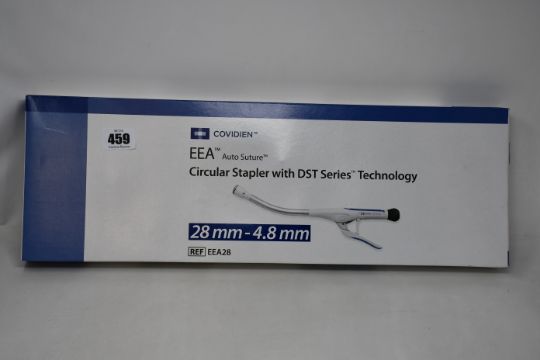 459
COVIDIEN™
EEA™ Auto Suture™
Circular Stapler with DST Series™ Technology
28 mm - 4.8 mm
REF EEA28